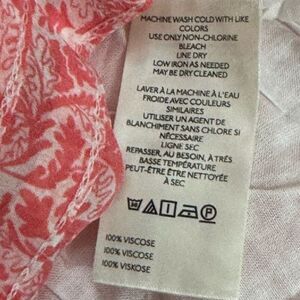 MACHINE WASH COLD WITH LIKE
COLORS
USE ONLY NON-CHLORINE
BLEACH
LINE DRY
LOW IRON AS NEEDED
MAY BE DRY CLEANED
LAVER À LA MACHINE À L'EAU
FROIDE AVEC COULEURS
SIMILAIRES
UTILISER UN AGENT DE
BLANCHIMENT SANS CHLORE SI
NÉCESSAIRE
LIGNE SEC
REPASSER, AU BESOIN, À TRÈS
BASSE TEMPÉRATURE
PEUT-ÊTRE ÊTRE NETTOYÉE
À SEC
P
100% VISCOSE
100% VISCOSE
100% VISKOSE